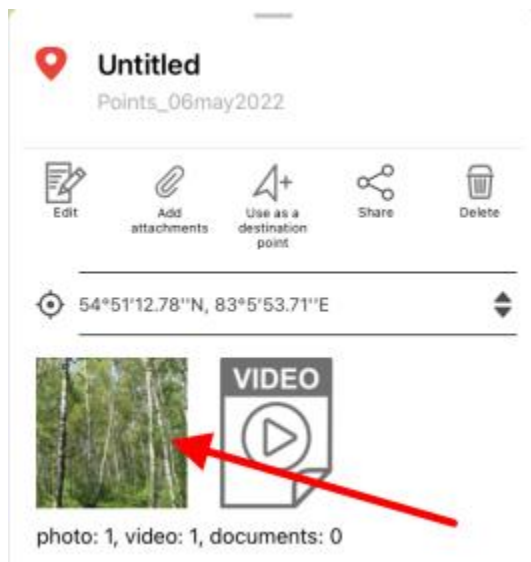 Untitled
Points_06may2022
Edit
Add
attachments
Use as a
destination
point
Share
Delete
54°51'12.78''N, 83°5'53.71''E
VIDEO
photo: 1, video: 1, documents: 0